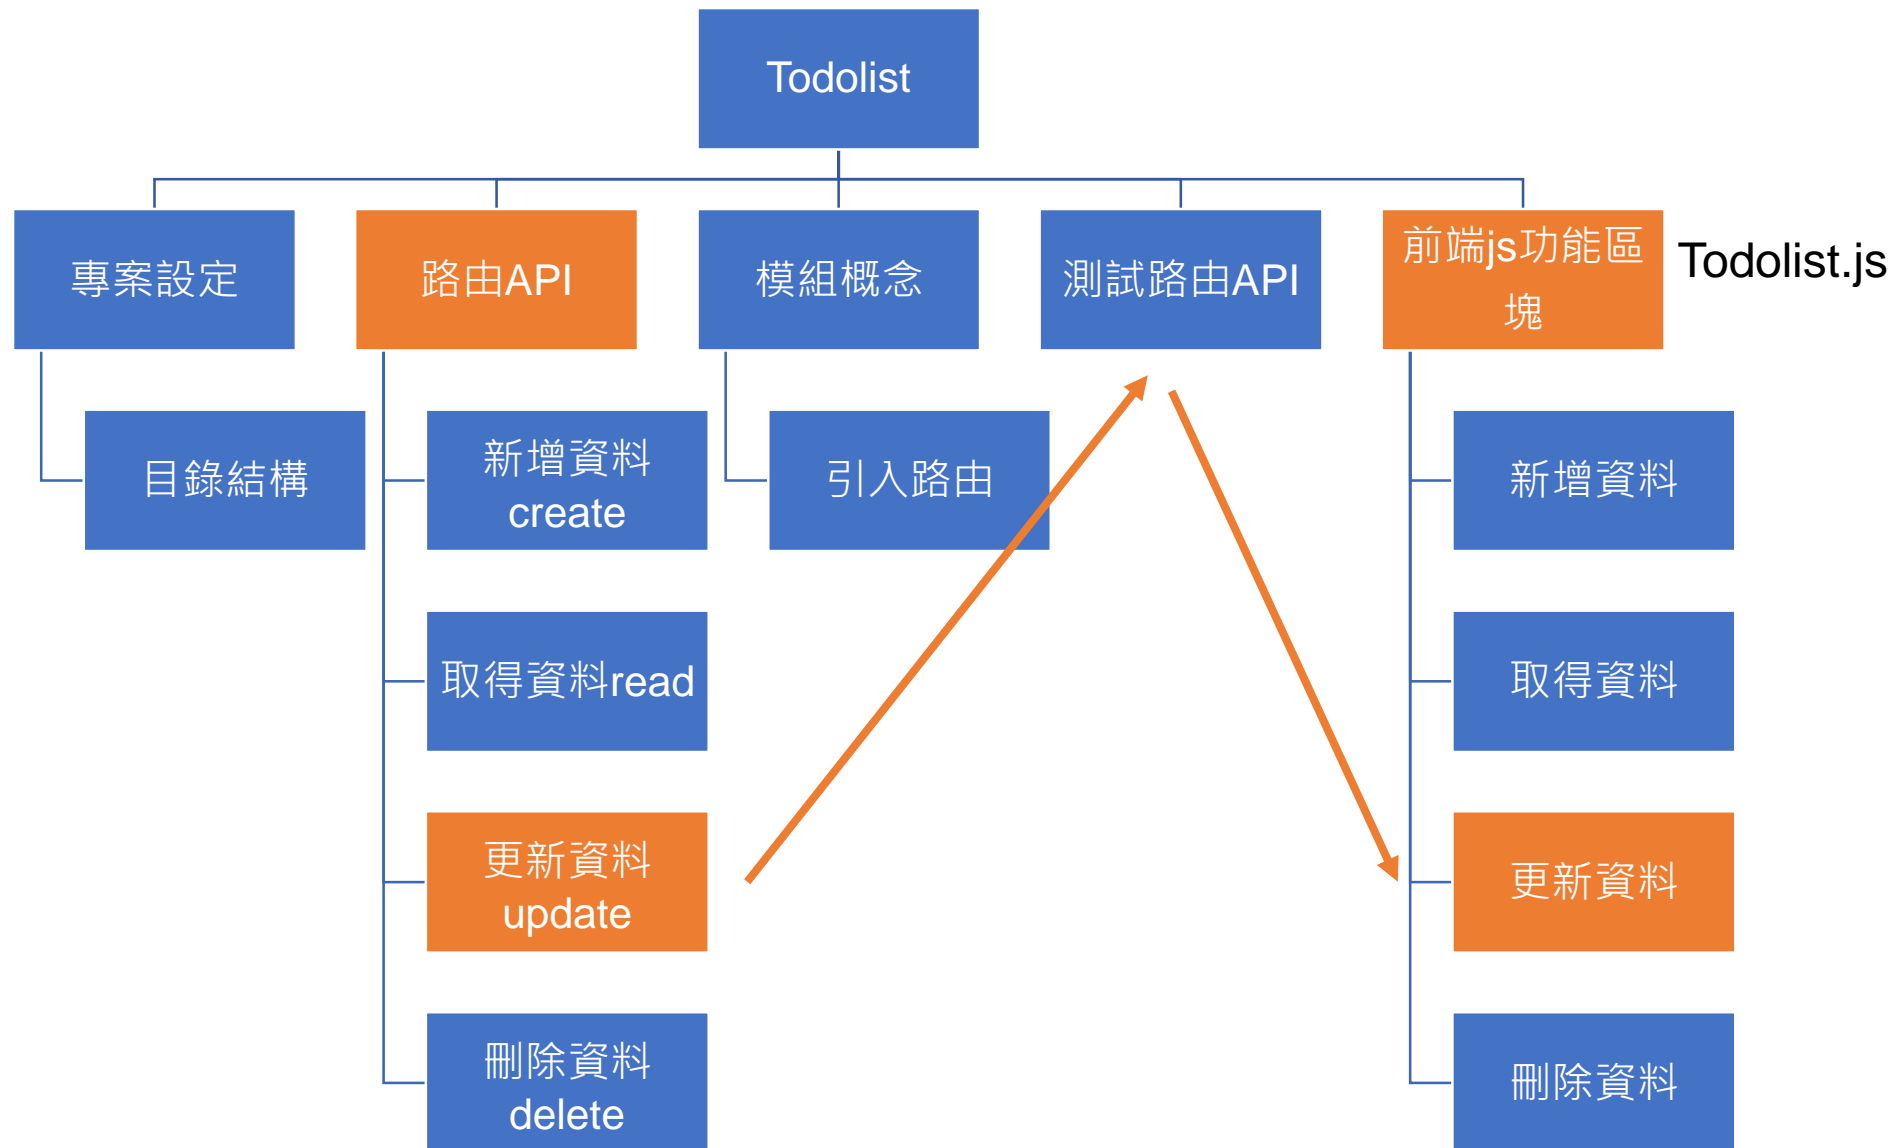 Todolist
專案設定
路由API
模組概念
測試路由API
前端js功能區
塊
Todolist.js
目錄結構
新增資料
create
引入路由
新增資料
取得資料read
取得資料
更新資料
update
更新資料
刪除資料
delete
刪除資料